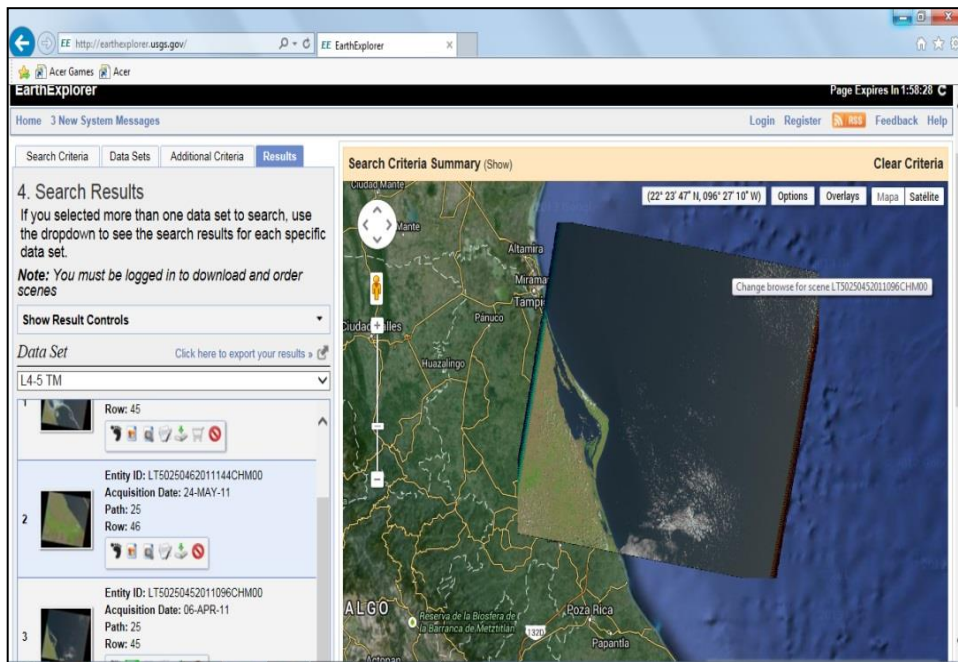 EE http://earthexplorer.usgs.gov/
EE EarthExplorer
Acer Games Acer
EarthExplorer
Page Expires In 1:58:28
Home 3 New System Messages
Login Register RSS Feedback Help
Search Criteria Data Sets Additional Criteria Results
4. Search Results
If you selected more than one data set to search, use
the dropdown to see the search results for each specific
data set.
Note: You must be logged in to download and order
scenes
Show Result Controls
Data Set
Click here to export your results »
L4-5 TM
1
Row: 45
2
Entity ID: LT50250462011144CHM00
Acquisition Date: 24-MAY-11
Path: 25
Row: 46
3
Entity ID: LT50250452011096CHM00
Acquisition Date: 06-APR-11
Path: 25
Row: 45
Search Criteria Summary (Show)
Clear Criteria
(22° 23' 47" N, 096° 27' 10" W)
Options
Overlays
Mapa
Satélite
Change browse for scene LT50250452011096CHM00
Ciudad Mante
Mante
Altamira
Mirama
Tampi
Pánuco
Ciudad Valles
Huazalingo
ALGO
Reserva de la Biosfera de
la Barranca de Metztitlán
132D
Poza Rica
Papantla
Actopan